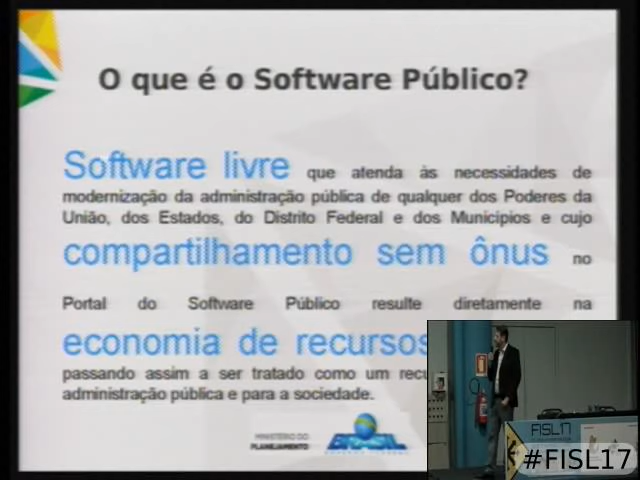 O que é o Software Público?
Software livre que atenda às necessidades de
modernização da administração pública de qualquer dos Poderes da
União, dos Estados, do Distrito Federal e dos Municípios e cujo
compartilhamento sem ônus no
Portal do Software Público resulte diretamente na
economia de recursos
passando assim a ser tratado como um recu
administração pública e para a sociedade.
MINISTÉRIO DO
PLANEJAMENTO
BRASIL
FISL17
#FISL17